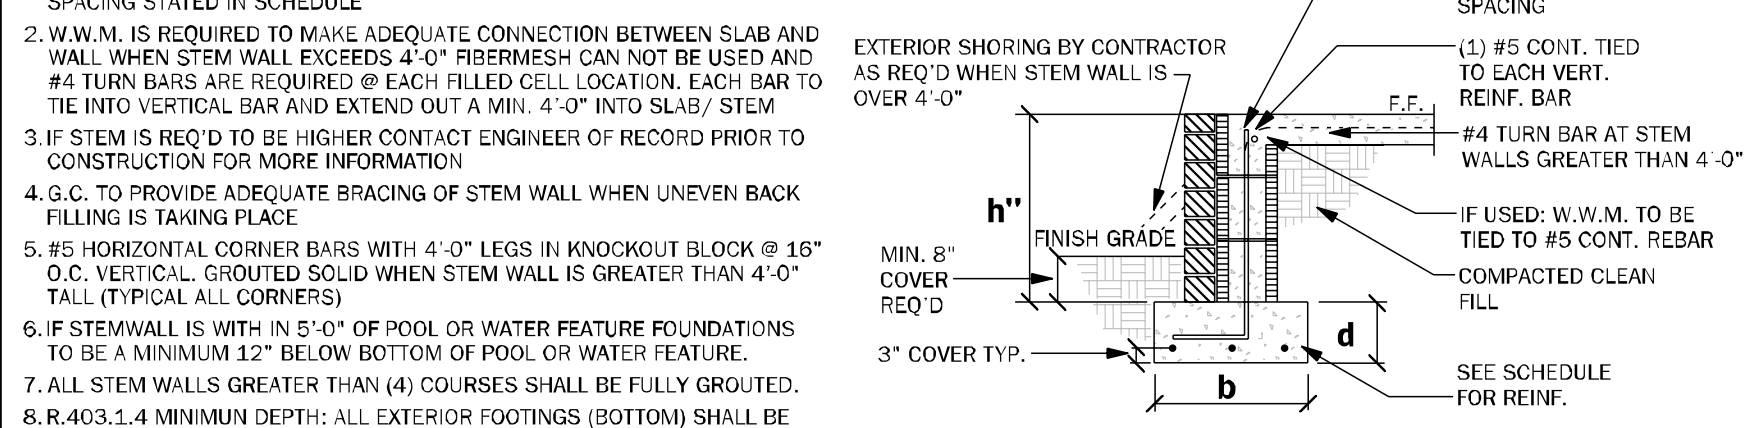 SPACING STATED IN SCHEDULE
2. W.W.M. IS REQUIRED TO MAKE ADEQUATE CONNECTION BETWEEN SLAB AND
WALL WHEN STEM WALL EXCEEDS 4'-0" FIBERMESH CAN NOT BE USED AND
#4 TURN BARS ARE REQUIRED @ EACH FILLED CELL LOCATION. EACH BAR TO
TIE INTO VERTICAL BAR AND EXTEND OUT A MIN. 4'-0" INTO SLAB/ STEM
3. IF STEM IS REQ'D TO BE HIGHER CONTACT ENGINEER OF RECORD PRIOR TO
CONSTRUCTION FOR MORE INFORMATION
4. G.C. TO PROVIDE ADEQUATE BRACING OF STEM WALL WHEN UNEVEN BACK
FILLING IS TAKING PLACE
5. #5 HORIZONTAL CORNER BARS WITH 4'-0" LEGS IN KNOCKOUT BLOCK @ 16"
O.C. VERTICAL. GROUTED SOLID WHEN STEM WALL IS GREATER THAN 4'-0"
TALL (TYPICAL ALL CORNERS)
6. IF STEMWALL IS WITH IN 5'-0" OF POOL OR WATER FEATURE FOUNDATIONS
TO BE A MINIMUM 12" BELOW BOTTOM OF POOL OR WATER FEATURE.
7. ALL STEM WALLS GREATER THAN (4) COURSES SHALL BE FULLY GROUTED.
8. R.403.1.4 MINIMUN DEPTH: ALL EXTERIOR FOOTINGS (BOTTOM) SHALL BE
EXTERIOR SHORING BY CONTRACTOR
AS REQ'D WHEN STEM WALL IS
OVER 4'-0"
h"
FINISH GRADE
MIN. 8"
COVER
REQ'D
3" COVER TYP.
b
d
F.F.
SPACING
(1) #5 CONT. TIED
TO EACH VERT.
REINF. BAR
#4 TURN BAR AT STEM
WALLS GREATER THAN 4'-0"
IF USED: W.W.M. TO BE
TIED TO #5 CONT. REBAR
COMPACTED CLEAN
FILL
SEE SCHEDULE
FOR REINF.